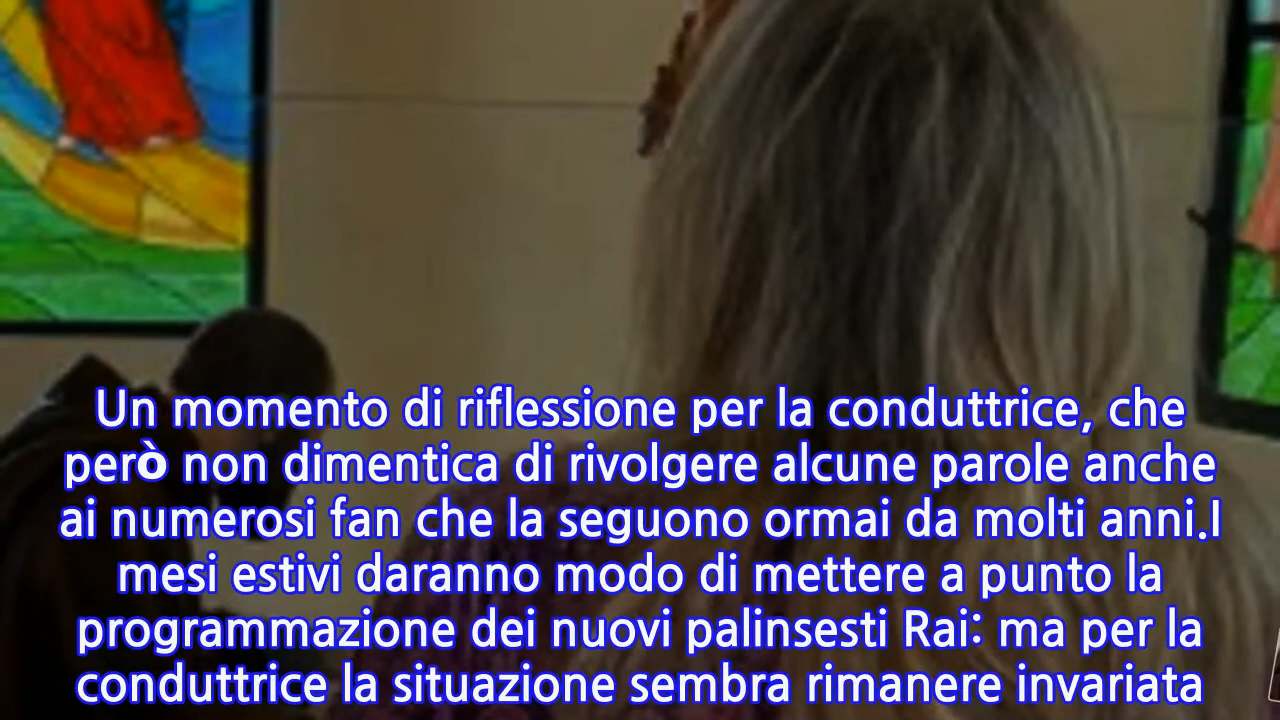 Un momento di riflessione per la conduttrice, che
però non dimentica di rivolgere alcune parole anche
ai numerosi fan che la seguono ormai da molti anni.I
mesi estivi daranno modo di mettere a punto la
programmazione dei nuovi palinsesti Rai: ma per la
conduttrice la situazione sembra rimanere invariata